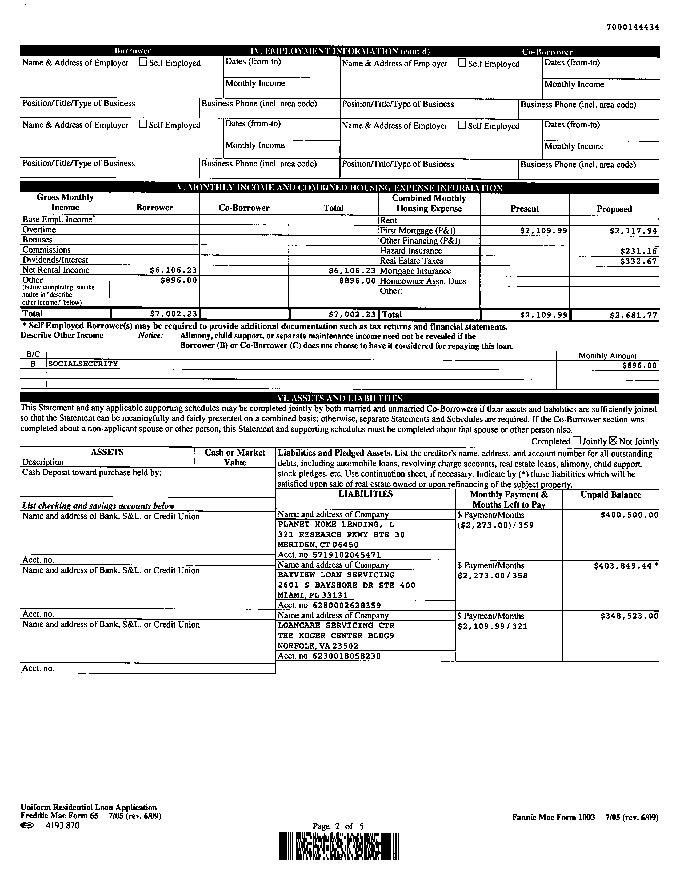 7000144434
Borrower IV. EMPLOYMENT INFORMATION (cont'd) Co-Borrower
Name & Address of Employer ☐ Self Employed Dates (from-to) Name & Address of Employer ☐ Self Employed Dates (from-to)
Monthly Income Monthly Income
Position/Title/Type of Business Business Phone (incl. area code) Position/Title/Type of Business Business Phone (incl. area code)
Name & Address of Employer ☐ Self Employed Dates (from-to) Name & Address of Employer ☐ Self Employed Dates (from-to)
Monthly Income Monthly Income
Position/Title/Type of Business Business Phone (incl. area code) Position/Title/Type of Business Business Phone (incl. area code)
V. MONTHLY INCOME AND COMBINED HOUSING EXPENSE INFORMATION
Gross Monthly Income Borrower Co-Borrower Total Combined Monthly Housing Expense Present Proposed
Base Empl. Income* Rent
Overtime First Mortgage (P&I) $2,109.99 $2,117.94
Bonuses Other Financing (P&I)
Commissions Hazard Insurance $231.16
Dividends/Interest Real Estate Taxes $332.67
Net Rental Income $6,106.23 $6,106.23 Mortgage Insurance
Other $896.00 $896.00 Homeowner Assn. Dues
(before completing, see the notice in "describe other income," below) Other:
Total $7,002.23 $7,002.23 Total $2,109.99 $2,681.77
* Self Employed Borrower(s) may be required to provide additional documentation such as tax returns and financial statements.
Describe Other Income Notice: Alimony, child support, or separate maintenance income need not be revealed if the
Borrower (B) or Co-Borrower (C) does not choose to have it considered for repaying this loan.
B/C Monthly Amount
B SOCIALSECURITY $896.00
VI. ASSETS AND LIABILITIES
This Statement and any applicable supporting schedules may be completed jointly by both married and unmarried Co-Borrowers if their assets and liabilities are sufficiently joined
so that the Statement can be meaningfully and fairly presented on a combined basis; otherwise, separate Statements and Schedules are required. If the Co-Borrower section was
completed about a non-applicant spouse or other person, this Statement and supporting schedules must be completed about that spouse or other person also.
Completed ☐ Jointly ☒ Not Jointly
ASSETS Cash or Market Value
Description
Cash Deposit toward purchase held by:
Liabilities and Pledged Assets. List the creditor's name, address, and account number for all outstanding
debts, including automobile loans, revolving charge accounts, real estate loans, alimony, child support,
stock pledges, etc. Use continuation sheet, if necessary. Indicate by (*) those liabilities which will be
satisfied upon sale of real estate owned or upon refinancing of the subject property.
LIABILITIES Monthly Payment & Months Left to Pay Unpaid Balance
List checking and savings accounts below
Name and address of Bank, S&L, or Credit Union
Name and address of Company $ Payment/Months $400,500.00
PLANET HOME LENDING, L ($2,273.00)/359
321 RESEARCH PKWY STE 30
MERIDEN, CT 06450
Acct. no. Acct. no 5719102045471
Name and address of Bank, S&L, or Credit Union
Name and address of Company $ Payment/Months $403,849.44 *
BAYVIEW LOAN SERVICING $2,273.00/358
2601 S BAYSHORE DR STE 400
MIAMI, FL 33131
Acct. no. Acct. no 6280002628359
Name and address of Bank, S&L, or Credit Union
Name and address of Company $ Payment/Months $348,523.00
LOANCARE SERVICING CTR $2,109.99/321
THE KOGER CENTER BLDG9
NORFOLK, VA 23502
Acct. no 6230018058230
Acct. no.
Uniform Residential Loan Application
Freddie Mac Form 65 7/05 (rev. 6/09) Fannie Mae Form 1003 7/05 (rev. 6/09)
4193.870 Page 2 of 5